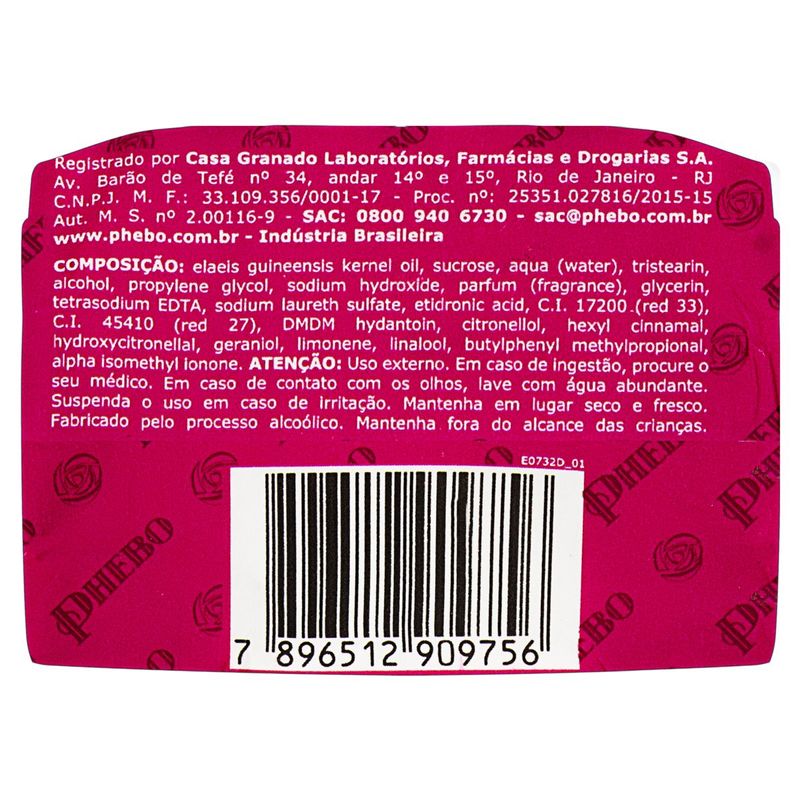 Registrado por Casa Granado Laboratórios, Farmácias e Drogarias S.A.
Av. Barão de Tefé nº 34, andar 14º e 15º, Rio de Janeiro - RJ
C.N.P.J. M. F.: 33.109.356/0001-17 - Proc. nº: 25351.027816/2015-15
Aut. M. S. nº 2.00116-9 - SAC: 0800 940 6730 - sac@phebo.com.br
www.phebo.com.br - Indústria Brasileira
COMPOSIÇÃO: elaeis guineensis kernel oil, sucrose, aqua (water), tristearin,
alcohol, propylene glycol, sodium hydroxide, parfum (fragrance), glycerin,
tetrasodium EDTA, sodium laureth sulfate, etidronic acid, C.I. 17200 (red 33),
C.I. 45410 (red 27), DMDM hydantoin, citronellol, hexyl cinnamal,
hydroxycitronellal, geraniol, limonene, linalool, butylphenyl methylpropional,
alpha isomethyl ionone. ATENÇÃO: Uso externo. Em caso de ingestão, procure o
seu médico. Em caso de contato com os olhos, lave com água abundante.
Suspenda o uso em caso de irritação. Mantenha em lugar seco e fresco.
Fabricado pelo processo alcoólico. Mantenha fora do alcance das crianças.
E0732D_01
PHEBO
PHEBO
PHEBO
PHEBO
7 896512 909756